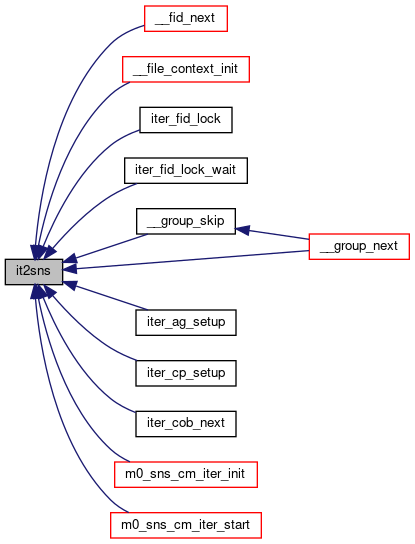 __fid_next
__file_context_init
iter_fid_lock
iter_fid_lock_wait
__group_skip
__group_next
it2sns
iter_ag_setup
iter_cp_setup
iter_cob_next
m0_sns_cm_iter_init
m0_sns_cm_iter_start